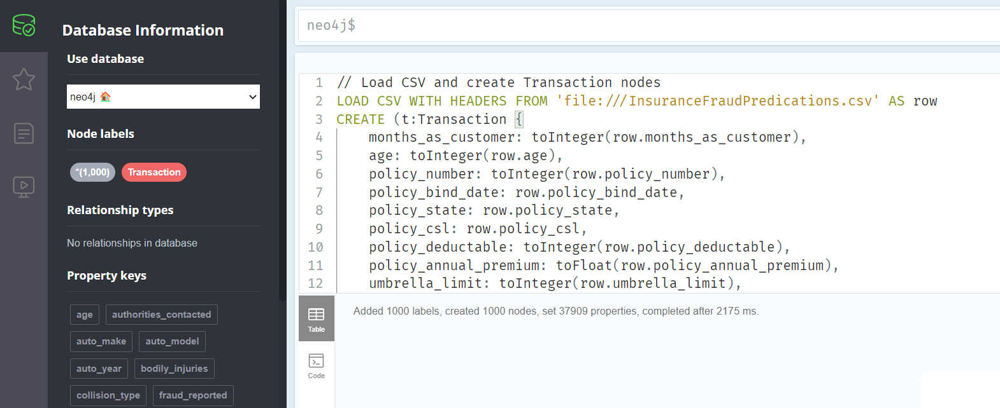 Database Information
Use database
neo4j
Node labels
*(1,000) Transaction
Relationship types
No relationships in database
Property keys
age authorities_contacted
auto_make auto_model
auto_year bodily_injuries
collision_type fraud_reported
neo4j$
1 // Load CSV and create Transaction nodes
2 LOAD CSV WITH HEADERS FROM 'file:///InsuranceFraudPredications.csv' AS row
3 CREATE (t:Transaction {
4 months_as_customer: toInteger(row.months_as_customer),
5 age: toInteger(row.age),
6 policy_number: toInteger(row.policy_number),
7 policy_bind_date: row.policy_bind_date,
8 policy_state: row.policy_state,
9 policy_csl: row.policy_csl,
10 policy_deductable: toInteger(row.policy_deductable),
11 policy_annual_premium: toFloat(row.policy_annual_premium),
12 umbrella_limit: toInteger(row.umbrella_limit),
Table
Added 1000 labels, created 1000 nodes, set 37909 properties, completed after 2175 ms.
Code